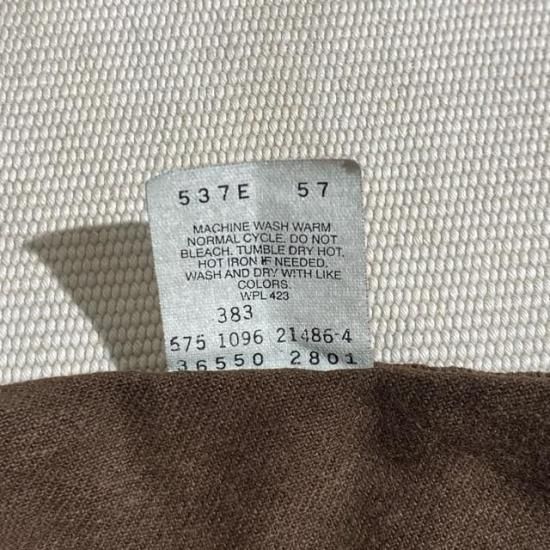 537E 57
MACHINE WASH WARM
NORMAL CYCLE. DO NOT
BLEACH. TUMBLE DRY HOT.
HOT IRON IF NEEDED.
WASH AND DRY WITH LIKE
COLORS.
WPL 423
383
575 1096 21486-4
36550 2801